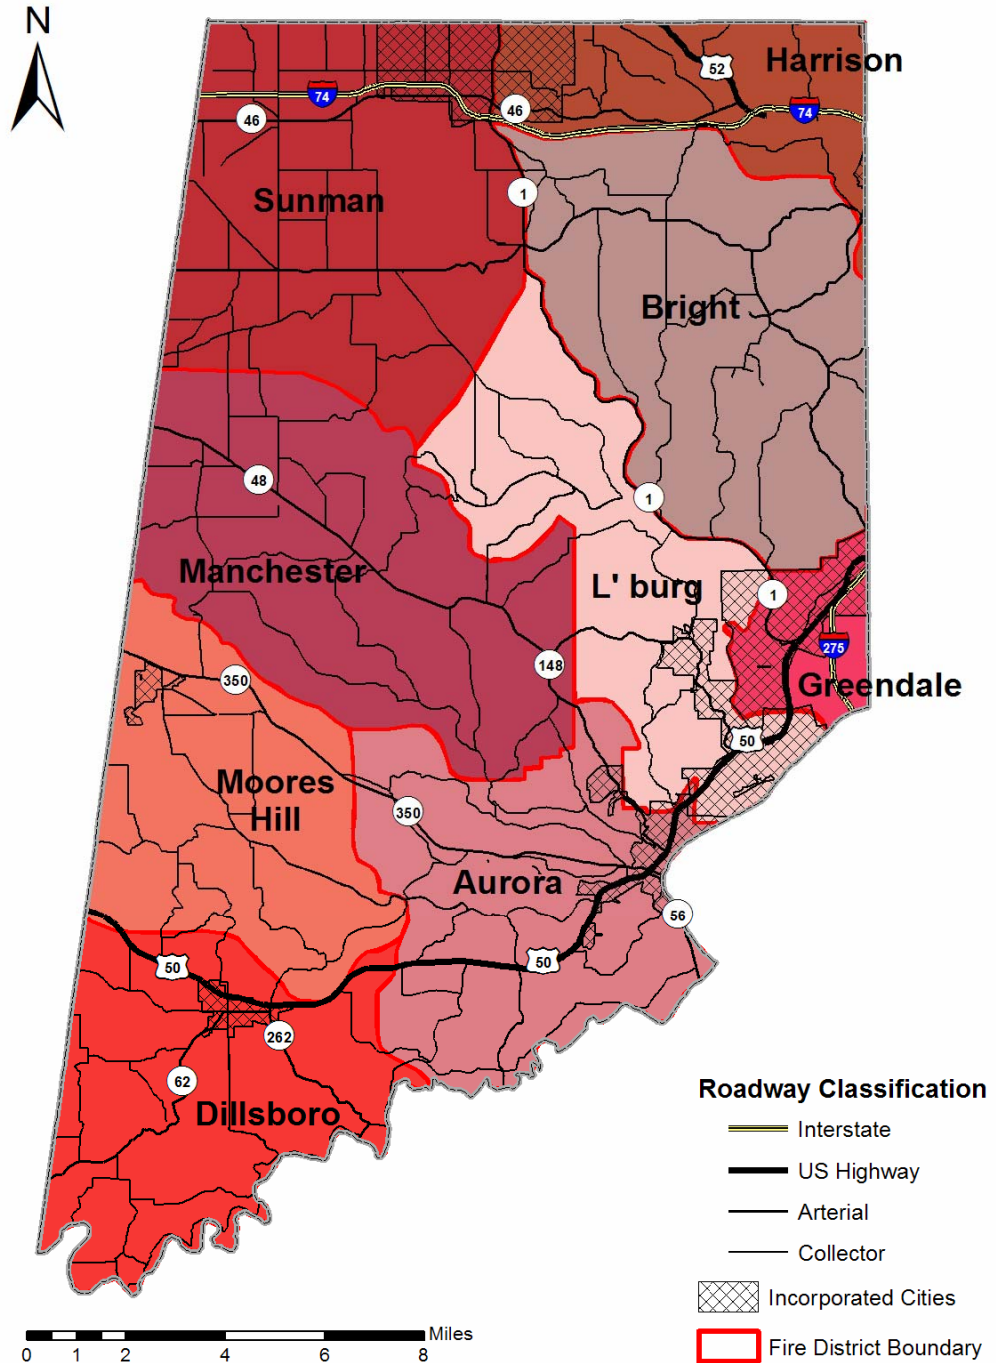 N
Harrison
52
74
74
46
46
Sunman
1
Bright
48
1
Manchester
L' burg
1
148
275
350
Greendale
50
Moores
Hill
350
Aurora
56
50
50
262
62
Dillsboro
Roadway Classification
Interstate
US Highway
Arterial
Collector
Incorporated Cities
Fire District Boundary
Miles
0 1 2 4 6 8